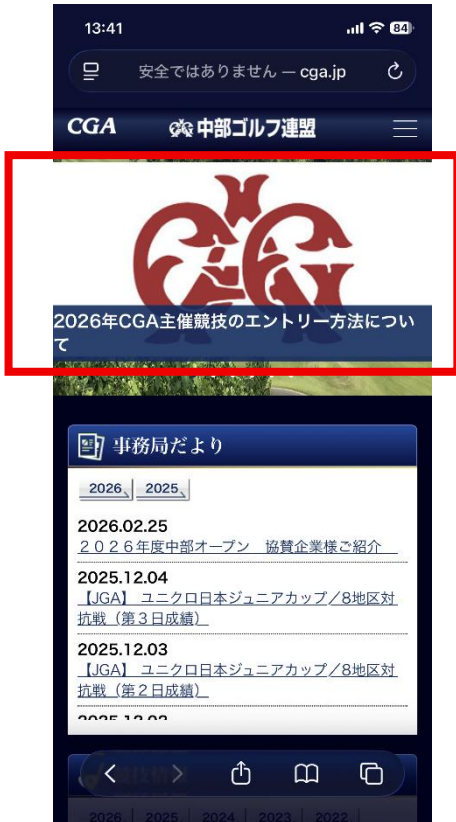 13:41
84
安全ではありません — cga.jp
CGA
中部ゴルフ連盟
2026年CGA主催競技のエントリー方法につい
て
事務局だより
2026 2025
2026.02.25
２０２６年度中部オープン　協賛企業様ご紹介
2025.12.04
【JGA】 ユニクロ日本ジュニアカップ／8地区対
抗戦（第３日成績）
2025.12.03
【JGA】 ユニクロ日本ジュニアカップ／8地区対
抗戦（第２日成績）
2026 2025 2024 2023 2022